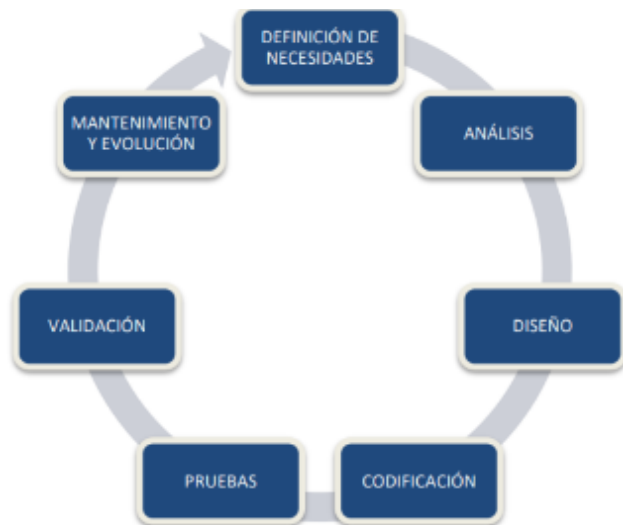 DEFINICIÓN DE
NECESIDADES
ANÁLISIS
DISEÑO
CODIFICACIÓN
PRUEBAS
VALIDACIÓN
MANTENIMIENTO
Y EVOLUCIÓN